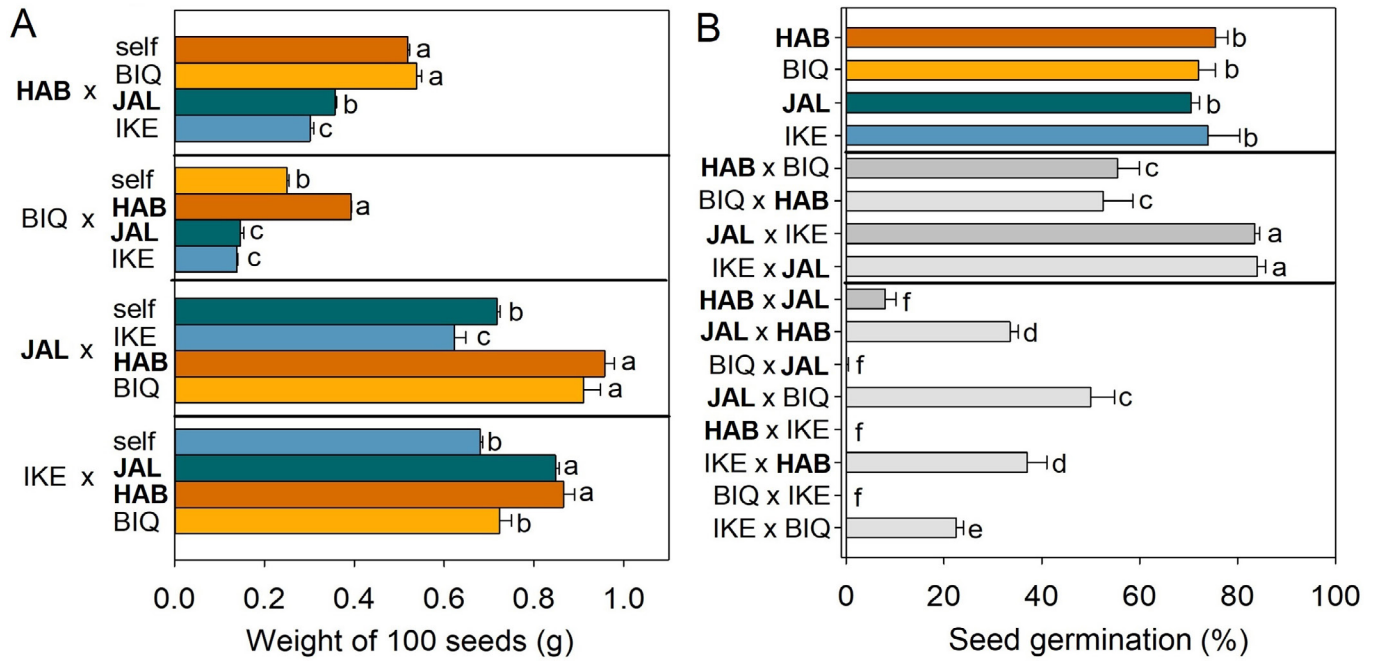 A
self a
BIQ a
HAB x
JAL b
IKE c
self b
HAB a
BIQ x
JAL c
IKE c
self b
IKE c
JAL x
HAB a
BIQ a
self b
JAL a
IKE x
HAB a
BIQ b
0.0 0.2 0.4 0.6 0.8 1.0
Weight of 100 seeds (g)
B
HAB b
BIQ b
JAL b
IKE b
HAB x BIQ c
BIQ x HAB c
JAL x IKE a
IKE x JAL a
HAB x JAL f
JAL x HAB d
BIQ x JAL f
JAL x BIQ c
HAB x IKE f
IKE x HAB d
BIQ x IKE f
IKE x BIQ e
0 20 40 60 80 100
Seed germination (%)